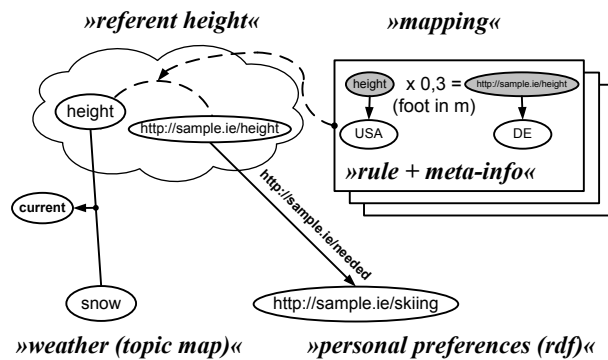 »referent height«
»mapping«
height
x 0,3 =
http://sample.ie/height
(foot in m)
USA
DE
»rule + meta-info«
height
http://sample.ie/height
http://sample.ie/needed
current
snow
http://sample.ie/skiing
»weather (topic map)«
»personal preferences (rdf)«